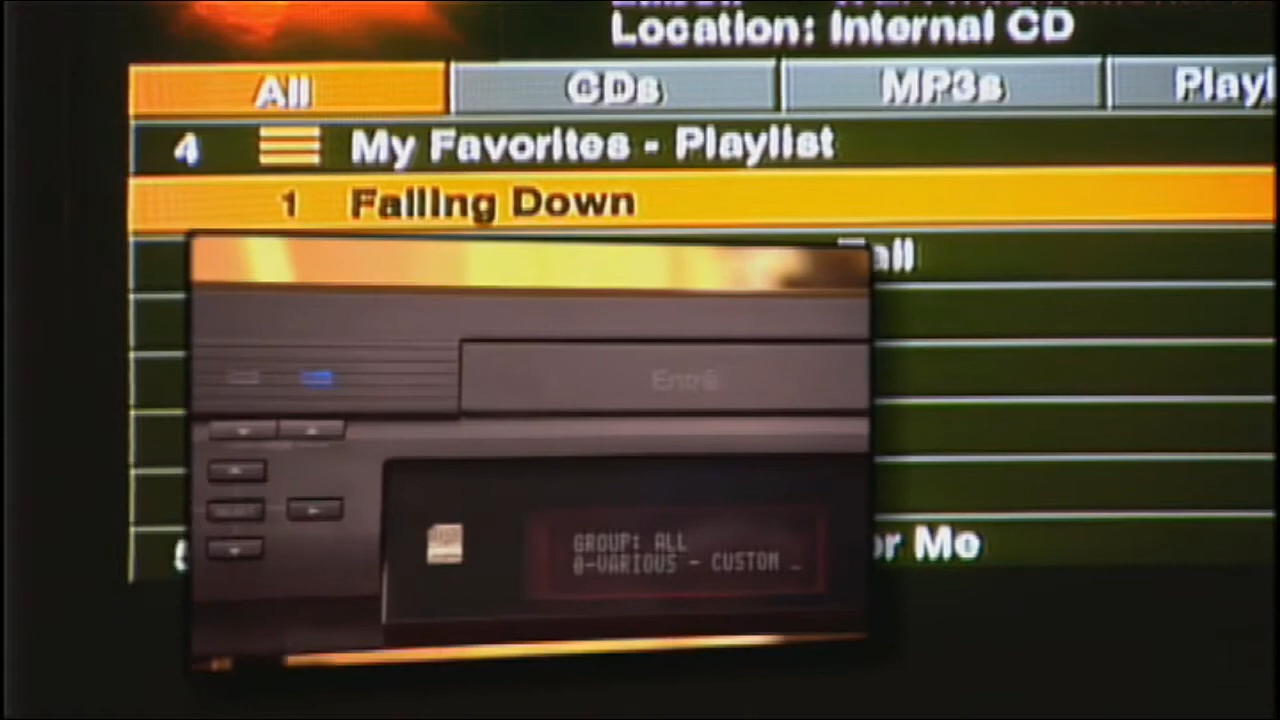 Location: Internal CD
All CDs MP3s Playl
4 My Favorites - Playlist
1 Falling Down
all
Entrē
GROUP: ALL
0-VARIOUS - CUSTOM _
or Me